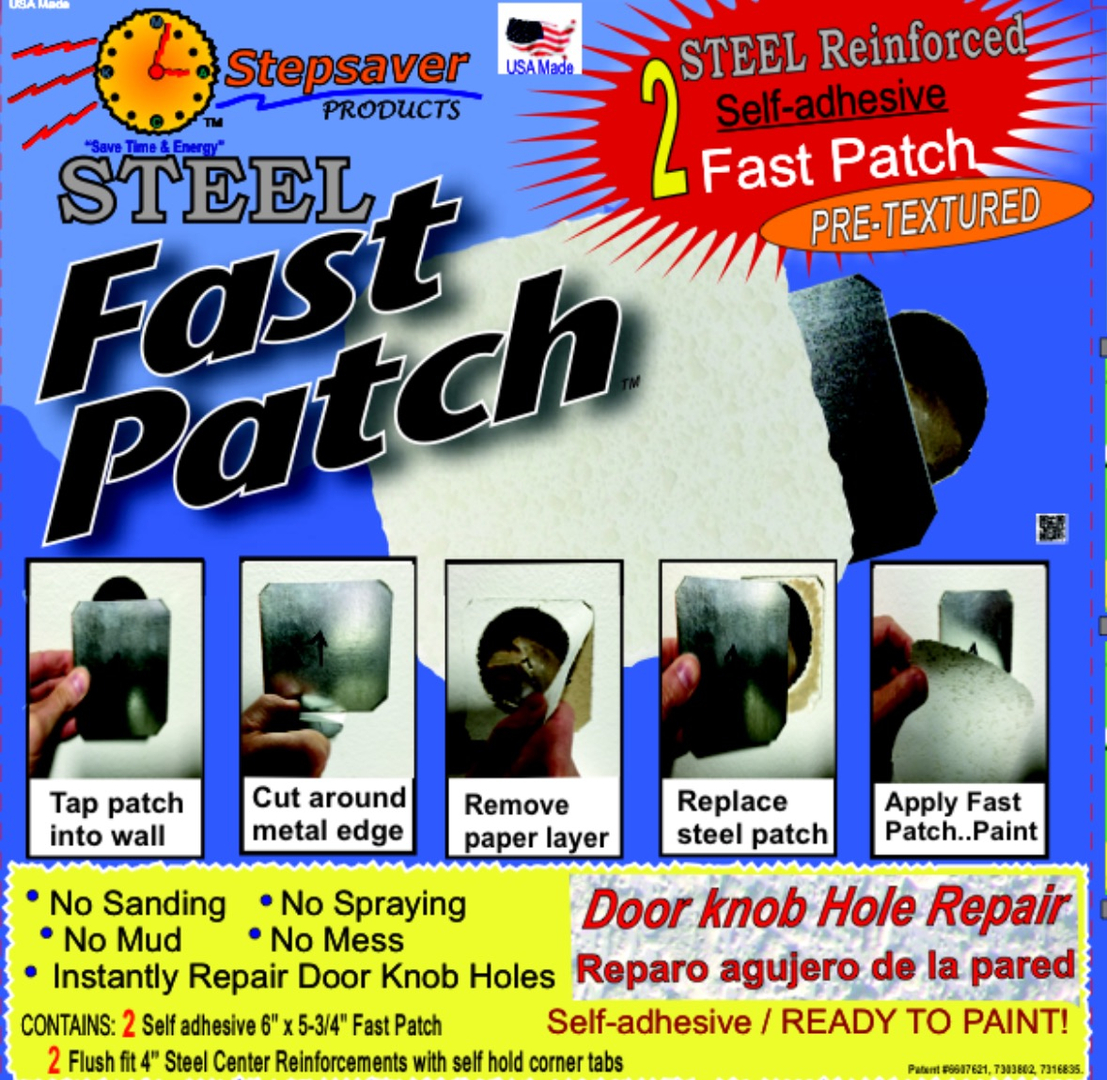 USA Made
Stepsaver
PRODUCTS
TM
"Save Time & Energy"
USA Made
2 STEEL Reinforced
Self-adhesive
Fast Patch
PRE-TEXTURED
STEEL
Fast
Patch
TM
Tap patch
into wall
Cut around
metal edge
Remove
paper layer
Replace
steel patch
Apply Fast
Patch..Paint
• No Sanding • No Spraying
• No Mud • No Mess
• Instantly Repair Door Knob Holes
Door knob Hole Repair
Reparo agujero de la pared
CONTAINS: 2 Self adhesive 6" x 5-3/4" Fast Patch
2 Flush fit 4" Steel Center Reinforcements with self hold corner tabs
Self-adhesive / READY TO PAINT!
Patent #6607621, 7303802, 7316835.